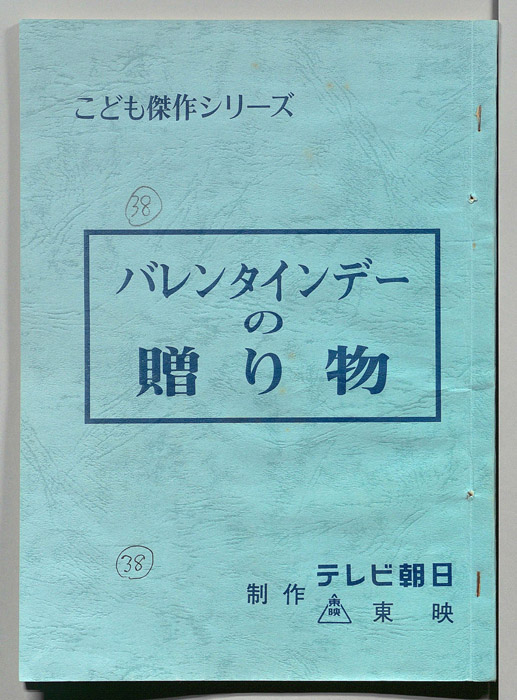 こども傑作シリーズ
38
バレンタインデー
の
贈り物
38
制作 テレビ朝日
東映 東映